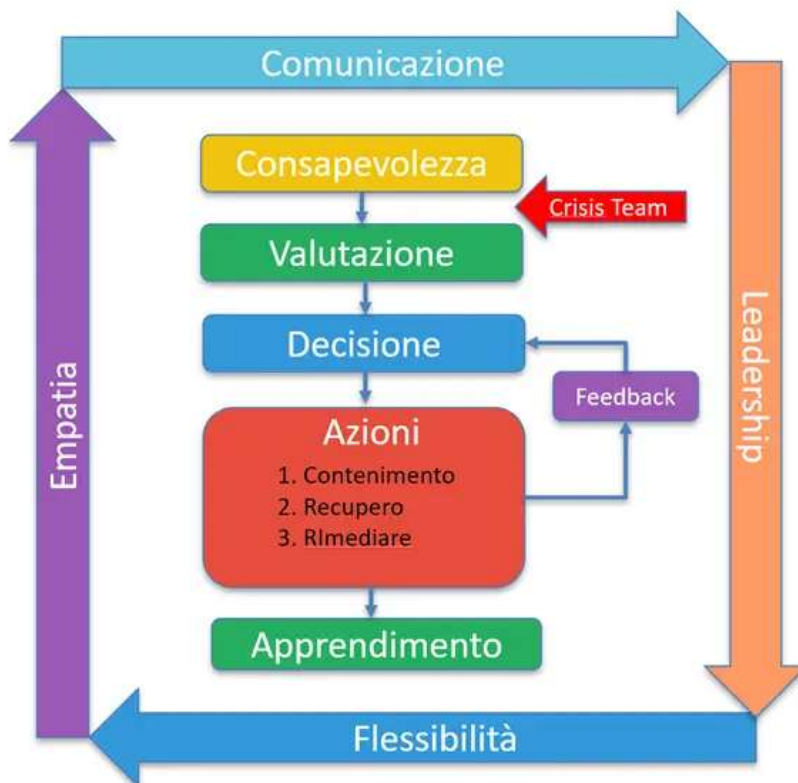 Comunicazione
Consapevolezza
Crisis Team
Valutazione
Decisione
Feedback
Azioni
1. Contenimento
2. Recupero
3. RImediare
Apprendimento
Empatia
Leadership
Flessibilità